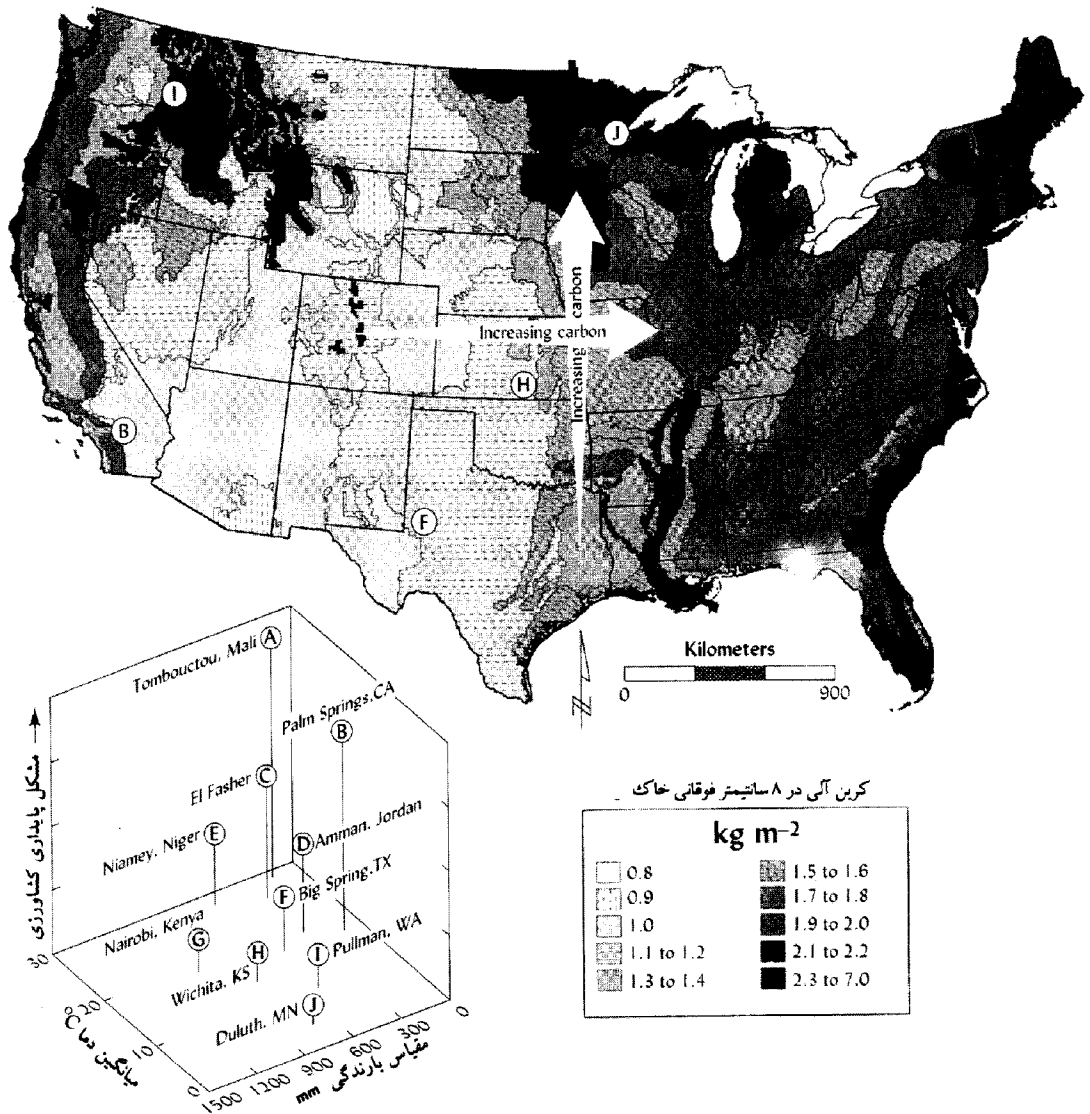 I
J
Increasing carbon
Increasing carbon
H
B
F
N
Kilometers
0 900
Tombouctou, Mali A
Palm Springs,CA
B
El Fasher C
Niamey, Niger E
D Amman, Jordan
F Big Spring,TX
Nairobi, Kenya
G
Wichita, KS H
I Pullman, WA
Duluth, MN J
مشکل پایداری کشاورزی
30
20
10
0
میانگین دما °C
1500 1200 900 600 300 0
مقیاس بارندگی mm
کربن آلی در ۸ سانتیمتر فوقانی خاک
kg m–2
0.8
0.9
1.0
1.1 to 1.2
1.3 to 1.4
1.5 to 1.6
1.7 to 1.8
1.9 to 2.0
2.1 to 2.2
2.3 to 7.0